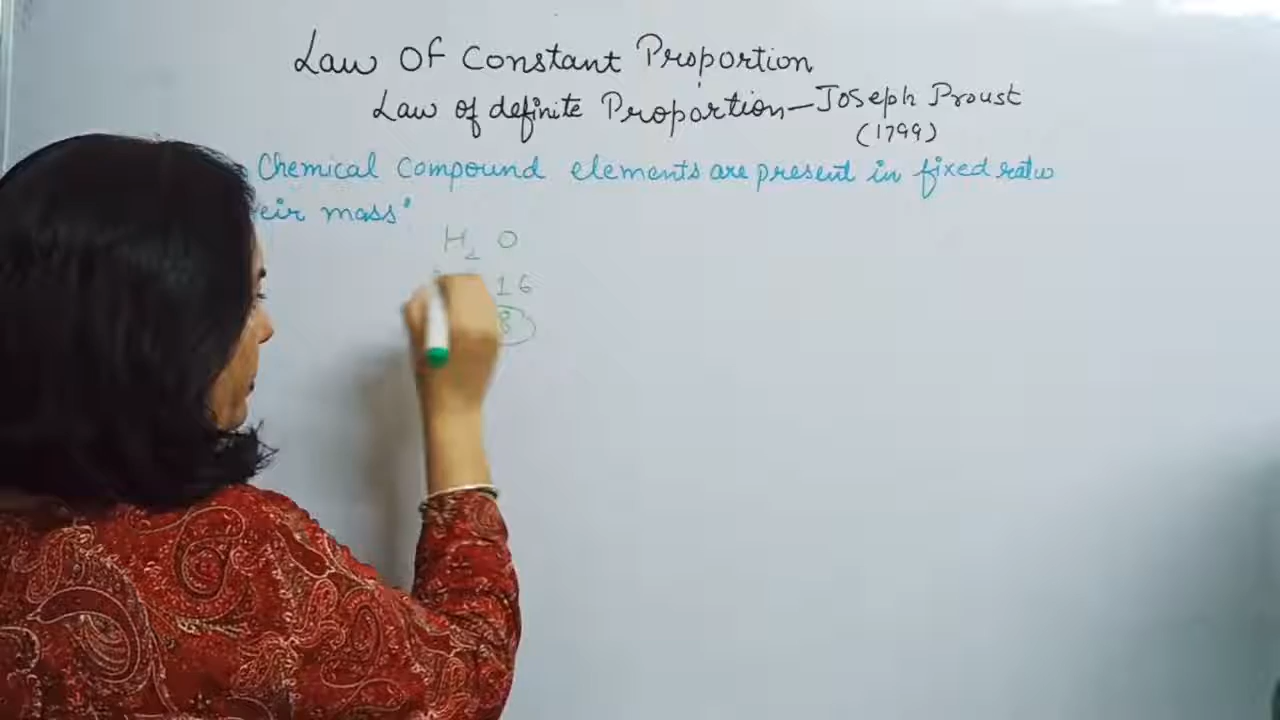 Law Of Constant Proportion
Law of definite Proportion—Joseph Proust
(1799)
Chemical Compound elements are present in fixed ratio
eir mass"
H2 O
16
8